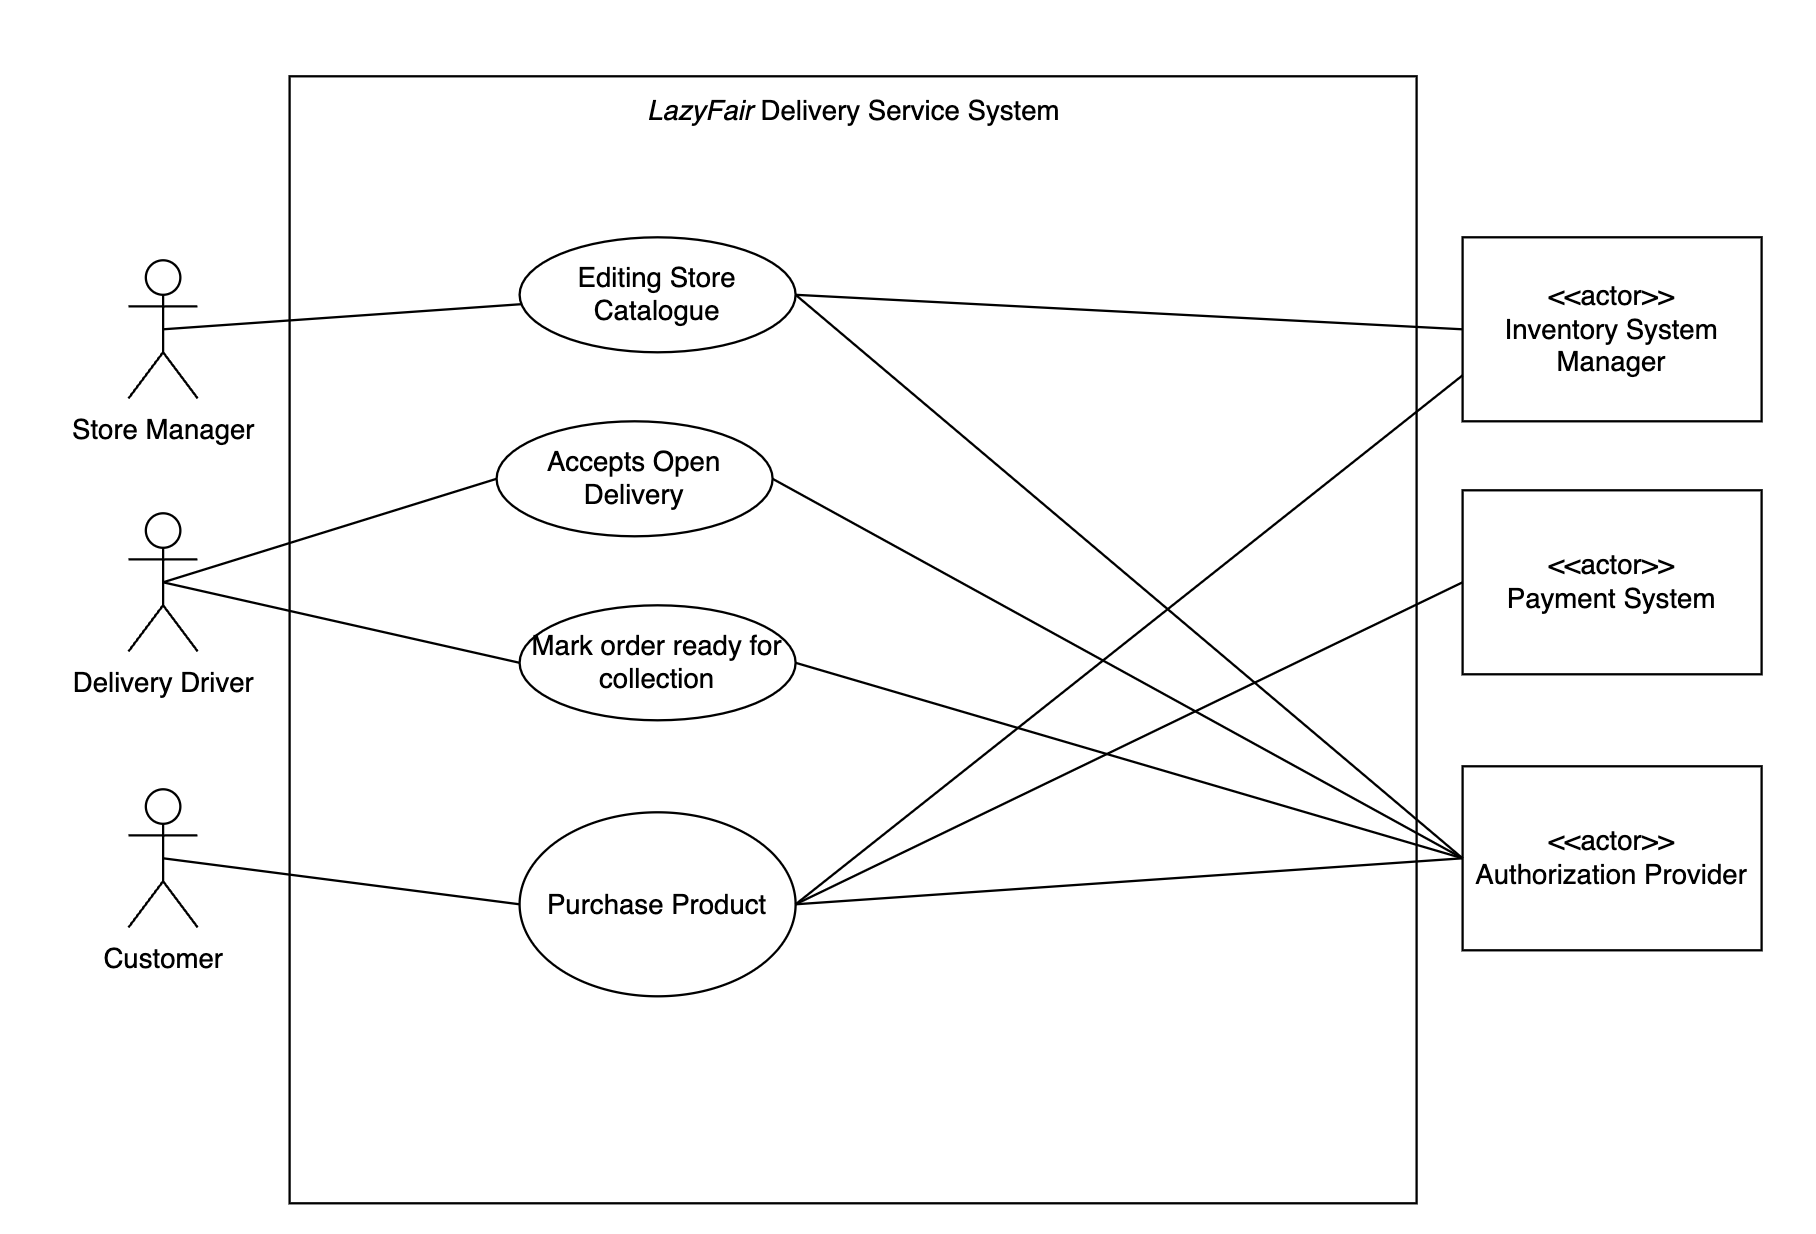 LazyFair Delivery Service System
Store Manager
Delivery Driver
Customer
Editing Store
Catalogue
Accepts Open
Delivery
Mark order ready for
collection
Purchase Product
<<actor>>
Inventory System
Manager
<<actor>>
Payment System
<<actor>>
Authorization Provider